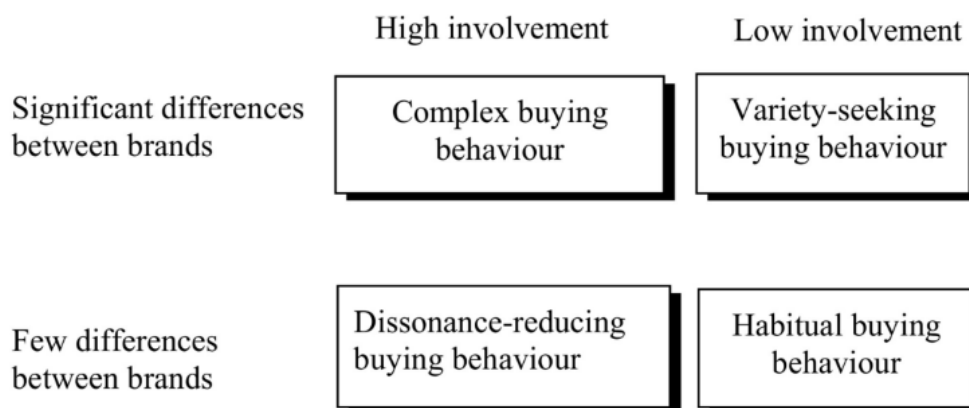 High involvement
Low involvement
Significant differences
between brands
Complex buying
behaviour
Variety-seeking
buying behaviour
Few differences
between brands
Dissonance-reducing
buying behaviour
Habitual buying
behaviour